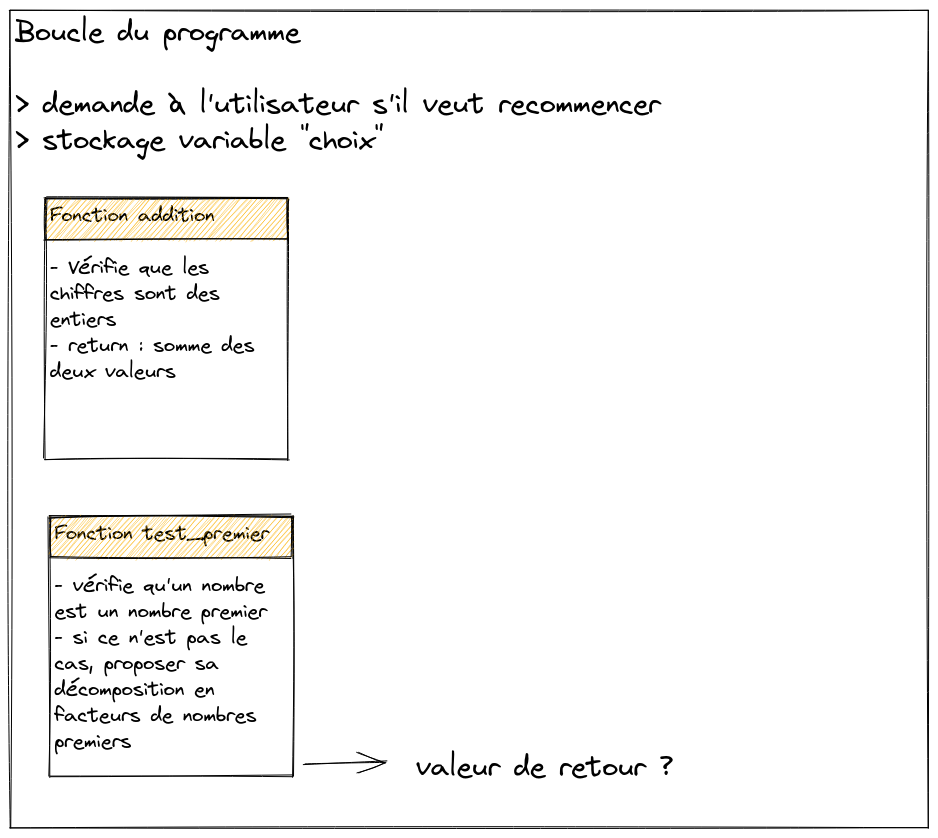 Boucle du programme
> demande à l'utilisateur s'il veut recommencer
> stockage variable "choix"
Fonction addition
- Vérifie que les
chiffres sont des
entiers
- return : somme des
deux valeurs
Fonction test_premier
- vérifie qu'un nombre
est un nombre premier
- si ce n'est pas le
cas, proposer sa
décomposition en
facteurs de nombres
premiers
valeur de retour ?